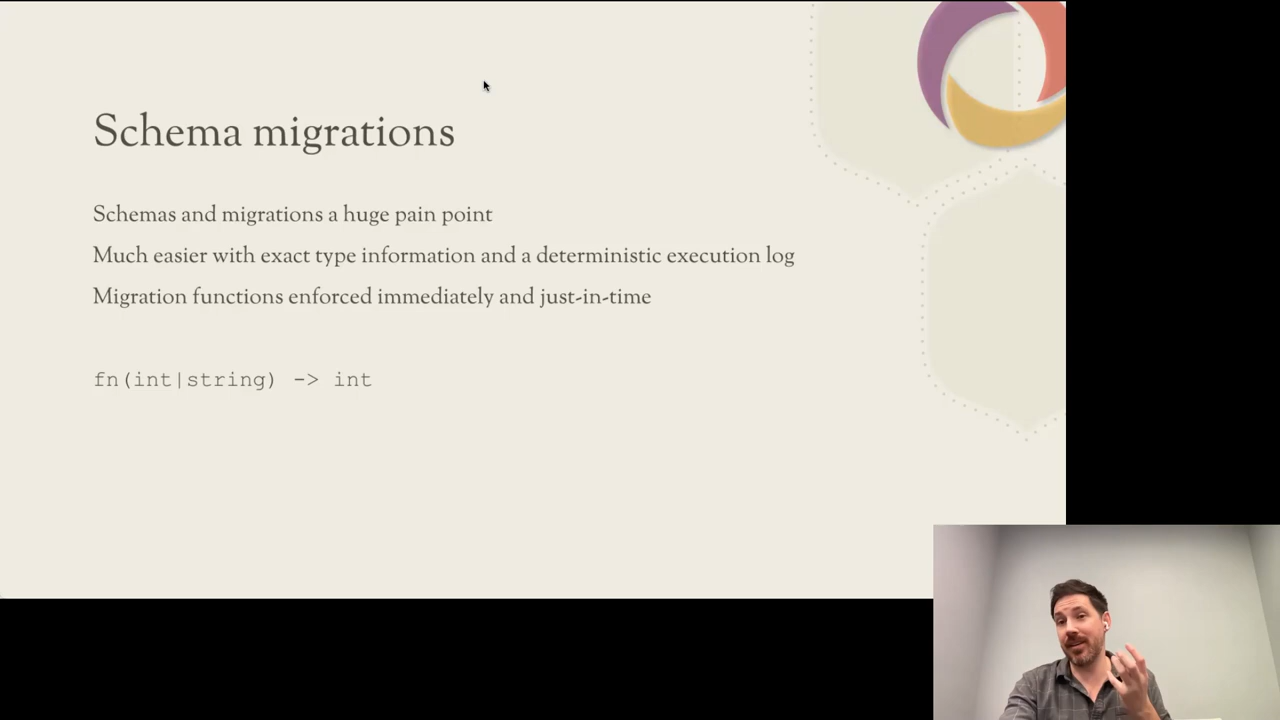 Schema migrations
Schemas and migrations a huge pain point
Much easier with exact type information and a deterministic execution log
Migration functions enforced immediately and just-in-time
fn(int|string) -> int